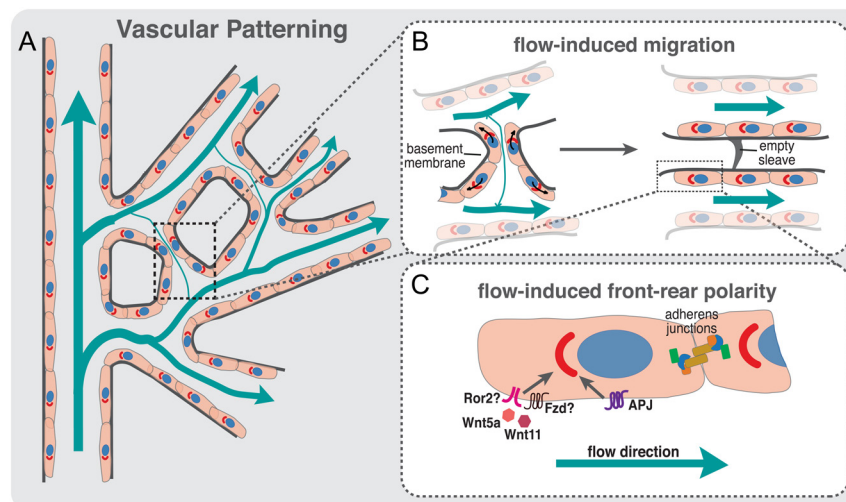 A
Vascular Patterning
B
flow-induced migration
basement
membrane
empty
sleave
C
flow-induced front-rear polarity
adherens
junctions
Ror2?
Fzd?
APJ
Wnt5a
Wnt11
flow direction